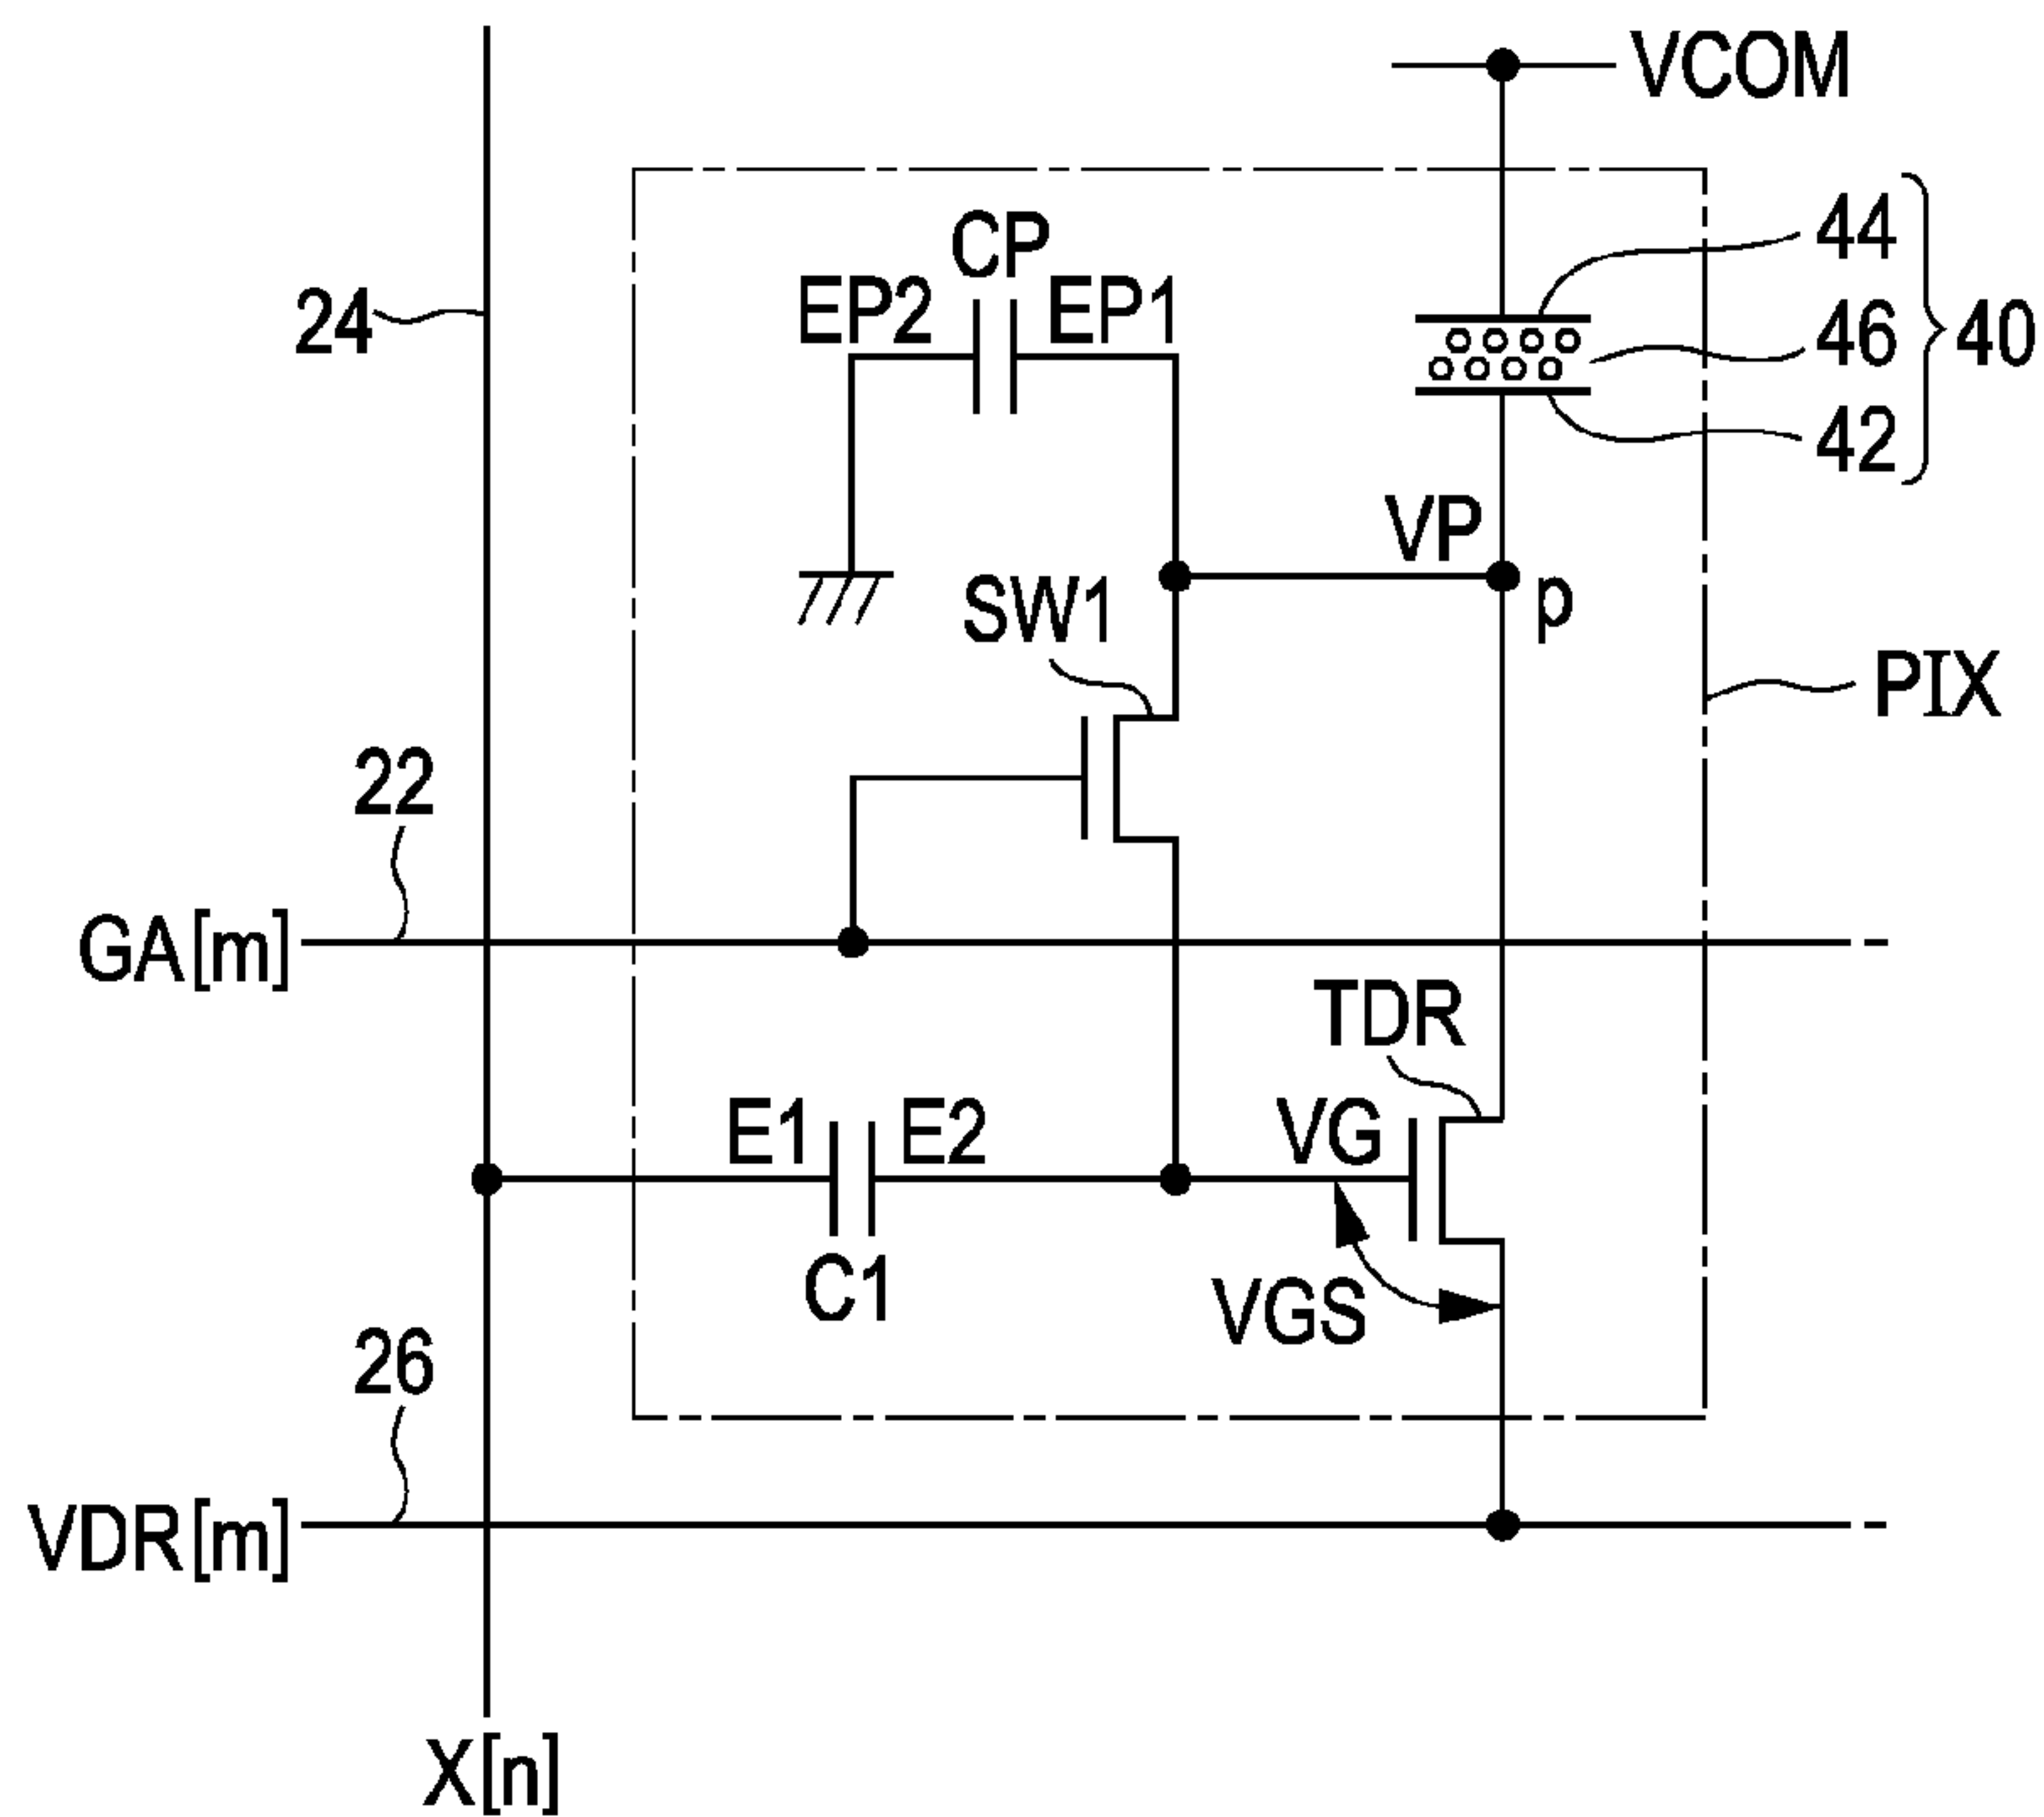 VCOM
44
46
42
40
CP
EP2
EP1
24
VP
p
SW1
PIX
22
GA[m]
TDR
E1
E2
VG
C1
VGS
26
VDR[m]
X[n]